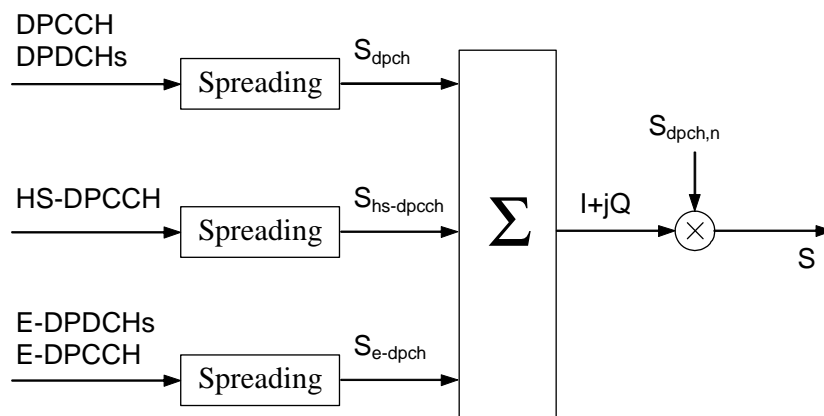 DPCCH
DPDCHs
Spreading
S_dpch
S_dpch,n
HS-DPCCH
Spreading
S_hs-dpcch
Σ
I+jQ
×
S
E-DPDCHs
E-DPCCH
Spreading
S_e-dpch